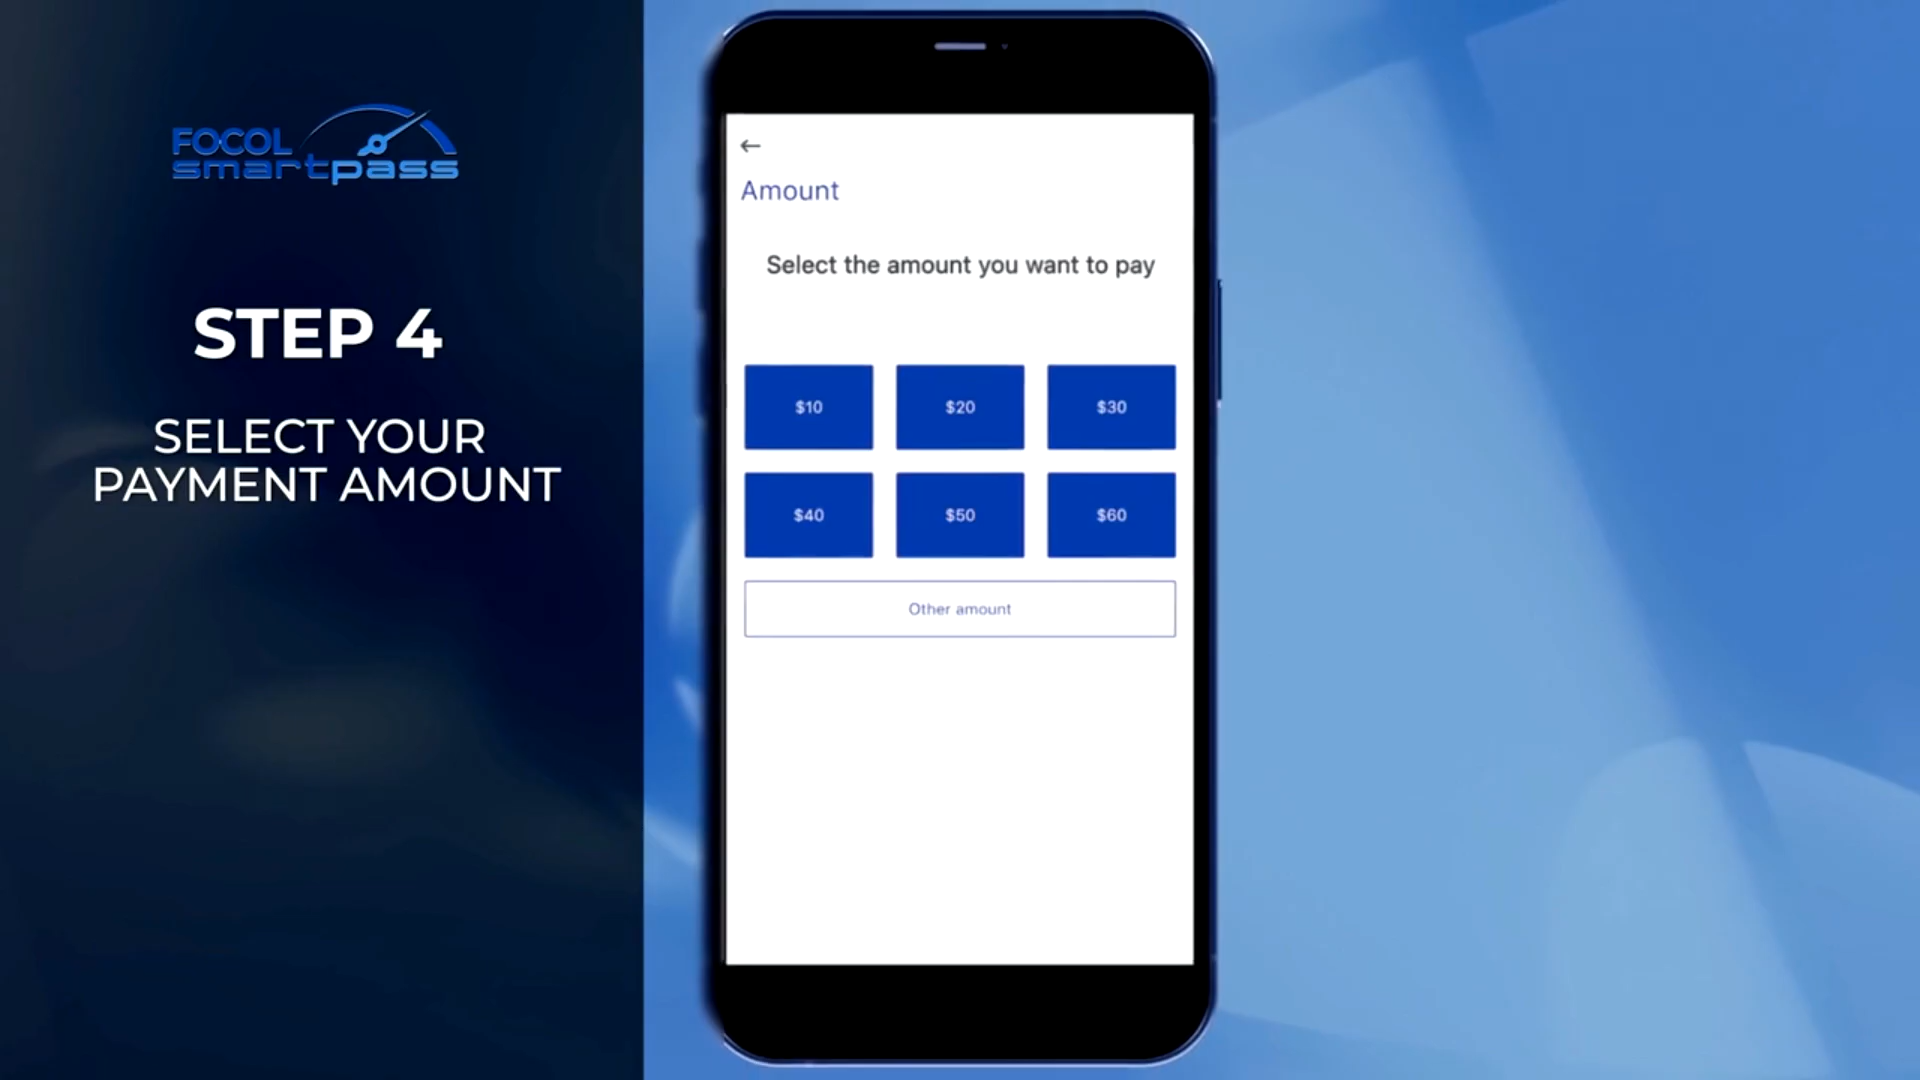 FOCOL
smartpass
STEP 4
SELECT YOUR
PAYMENT AMOUNT
Amount
Select the amount you want to pay
$10 $20 $30
$40 $50 $60
Other amount